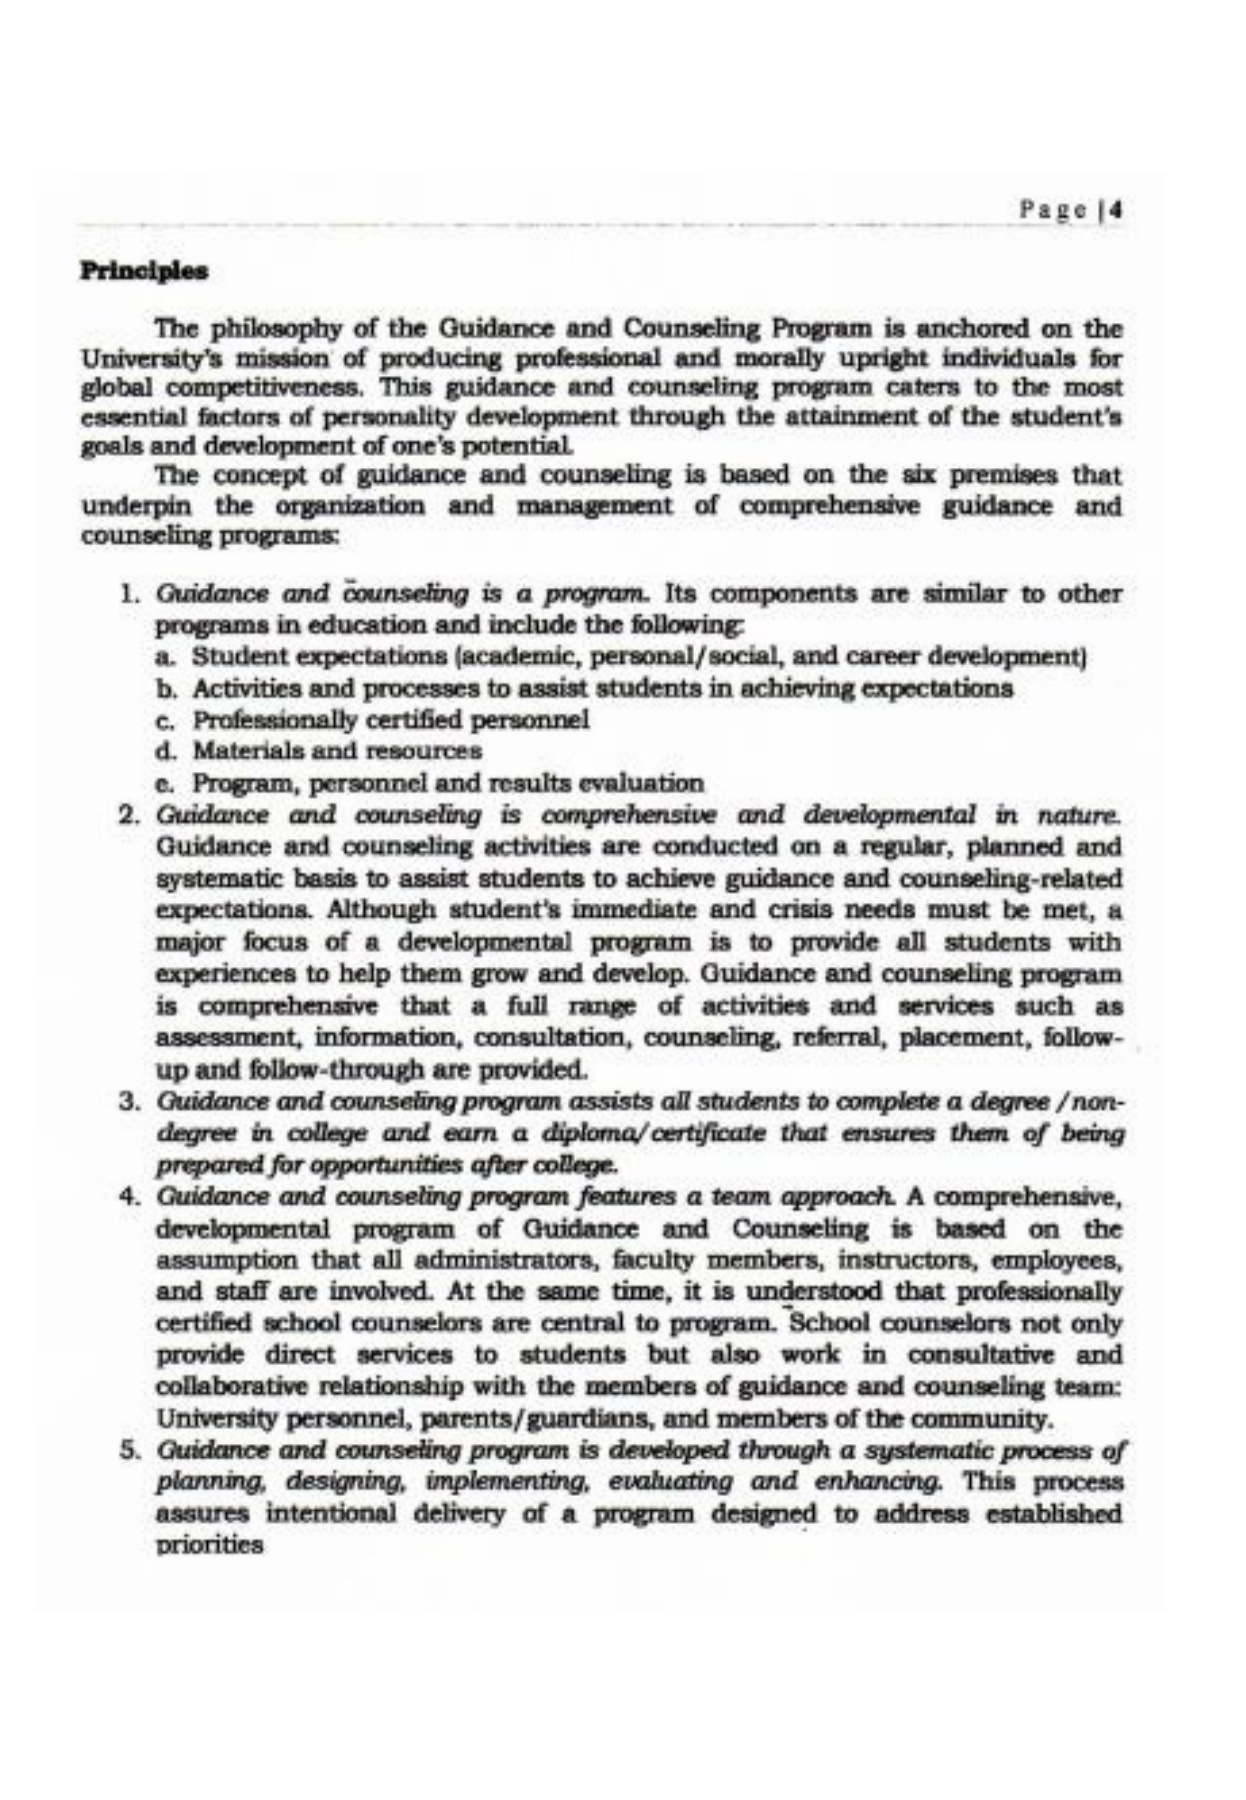 Page | 4
Principles
The philosophy of the Guidance and Counseling Program is anchored on the
University's mission of producing professional and morally upright individuals for
global competitiveness. This guidance and counseling program caters to the most
essential factors of personality development through the attainment of the student's
goals and development of one's potential.
The concept of guidance and counseling is based on the six premises that
underpin the organization and management of comprehensive guidance and
counseling programs:
1. Guidance and counseling is a program. Its components are similar to other
programs in education and include the following:
a. Student expectations (academic, personal/social, and career development)
b. Activities and processes to assist students in achieving expectations
c. Professionally certified personnel
d. Materials and resources
e. Program, personnel and results evaluation
2. Guidance and counseling is comprehensive and developmental in nature.
Guidance and counseling activities are conducted on a regular, planned and
systematic basis to assist students to achieve guidance and counseling-related
expectations. Although student's immediate and crisis needs must be met, a
major focus of a developmental program is to provide all students with
experiences to help them grow and develop. Guidance and counseling program
is comprehensive that a full range of activities and services such as
assessment, information, consultation, counseling, referral, placement, follow-
up and follow-through are provided.
3. Guidance and counseling program assists all students to complete a degree /non-
degree in college and earn a diploma/certificate that ensures them of being
prepared for opportunities after college.
4. Guidance and counseling program features a team approach. A comprehensive,
developmental program of Guidance and Counseling is based on the
assumption that all administrators, faculty members, instructors, employees,
and staff are involved. At the same time, it is understood that professionally
certified school counselors are central to program. School counselors not only
provide direct services to students but also work in consultative and
collaborative relationship with the members of guidance and counseling team:
University personnel, parents/guardians, and members of the community.
5. Guidance and counseling program is developed through a systematic process of
planning, designing, implementing, evaluating and enhancing. This process
assures intentional delivery of a program designed to address established
priorities